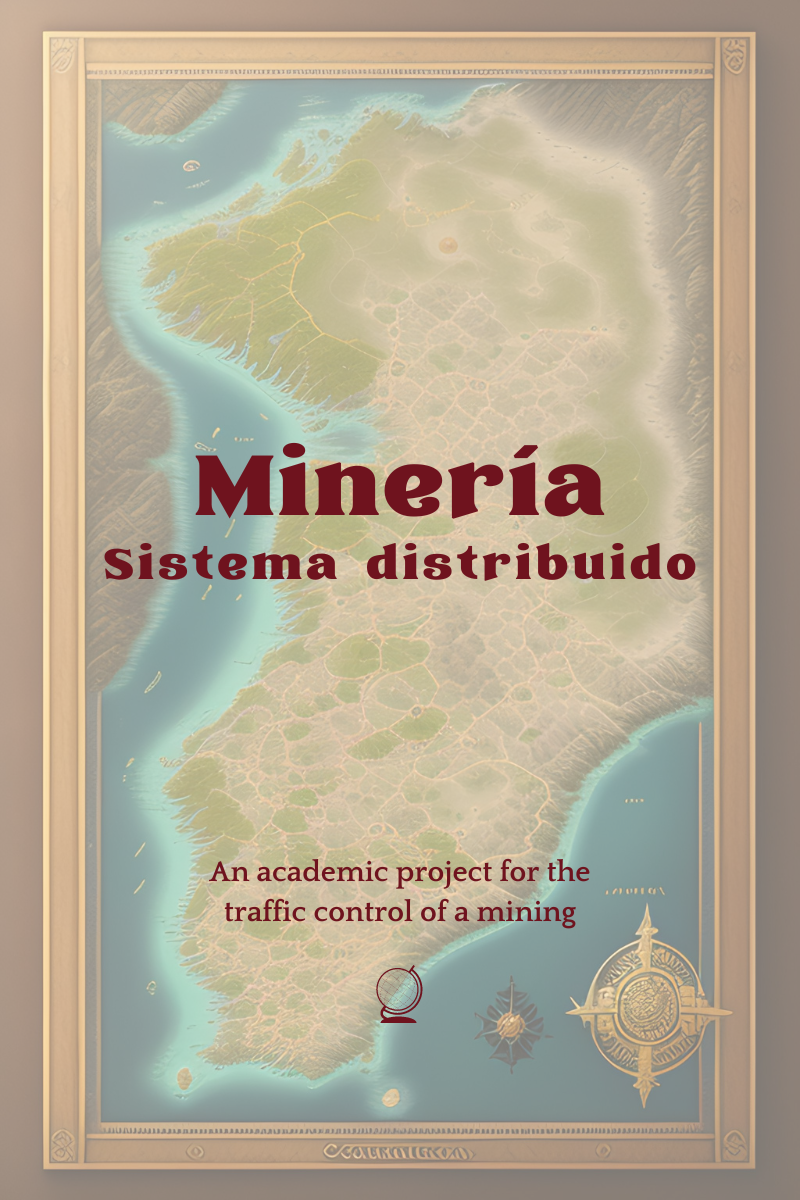 Minería
Sistema distribuido
An academic project for the
traffic control of a mining